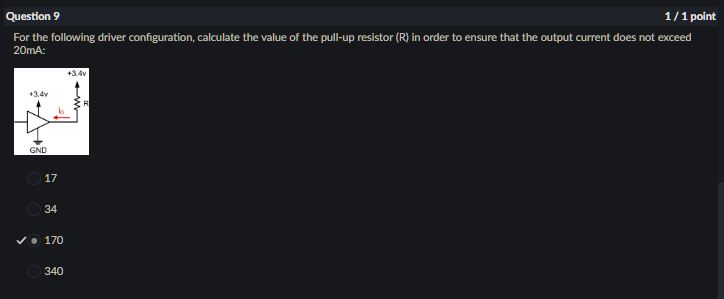 Question 9
1 / 1 point
For the following driver configuration, calculate the value of the pull-up resistor (R) in order to ensure that the output current does not exceed
20mA:
+3.4v
+3.4v
R
I₀
GND
17
34
170
340